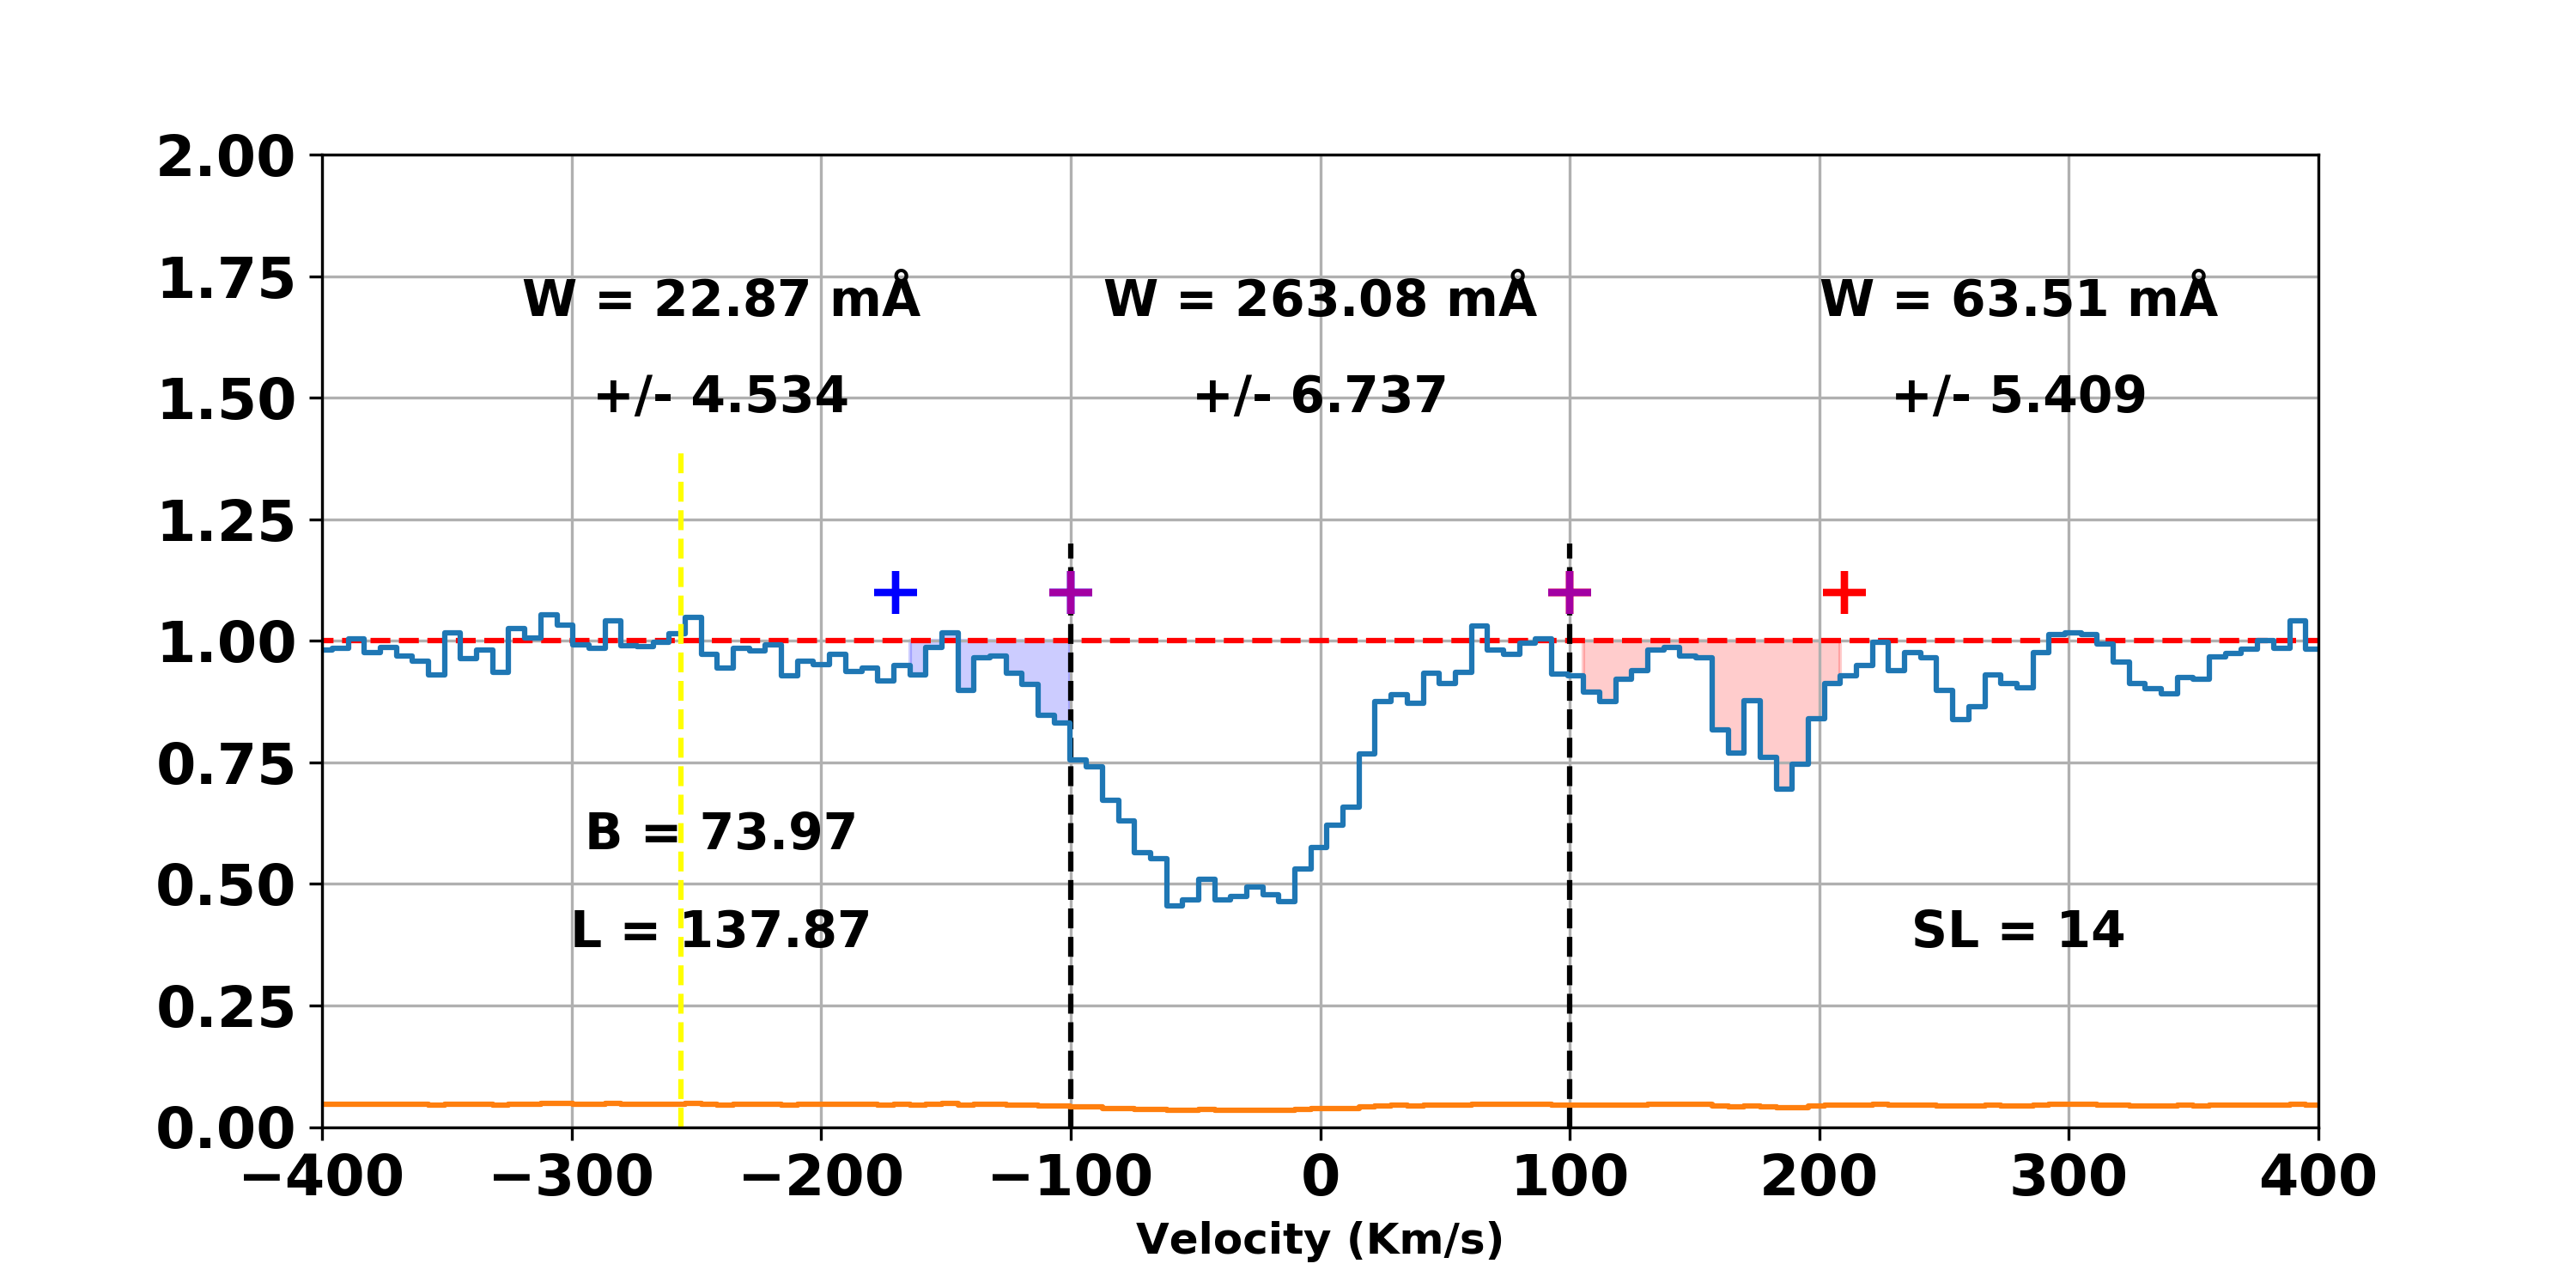 2.00
1.75
W = 22.87 mÅ W = 263.08 mÅ W = 63.51 mÅ
+/- 4.534 +/- 6.737 +/- 5.409
1.50
1.25
1.00
0.75
B = 73.97
0.50
L = 137.87 SL = 14
0.25
0.00
−400 −300 −200 −100 0 100 200 300 400
Velocity (Km/s)